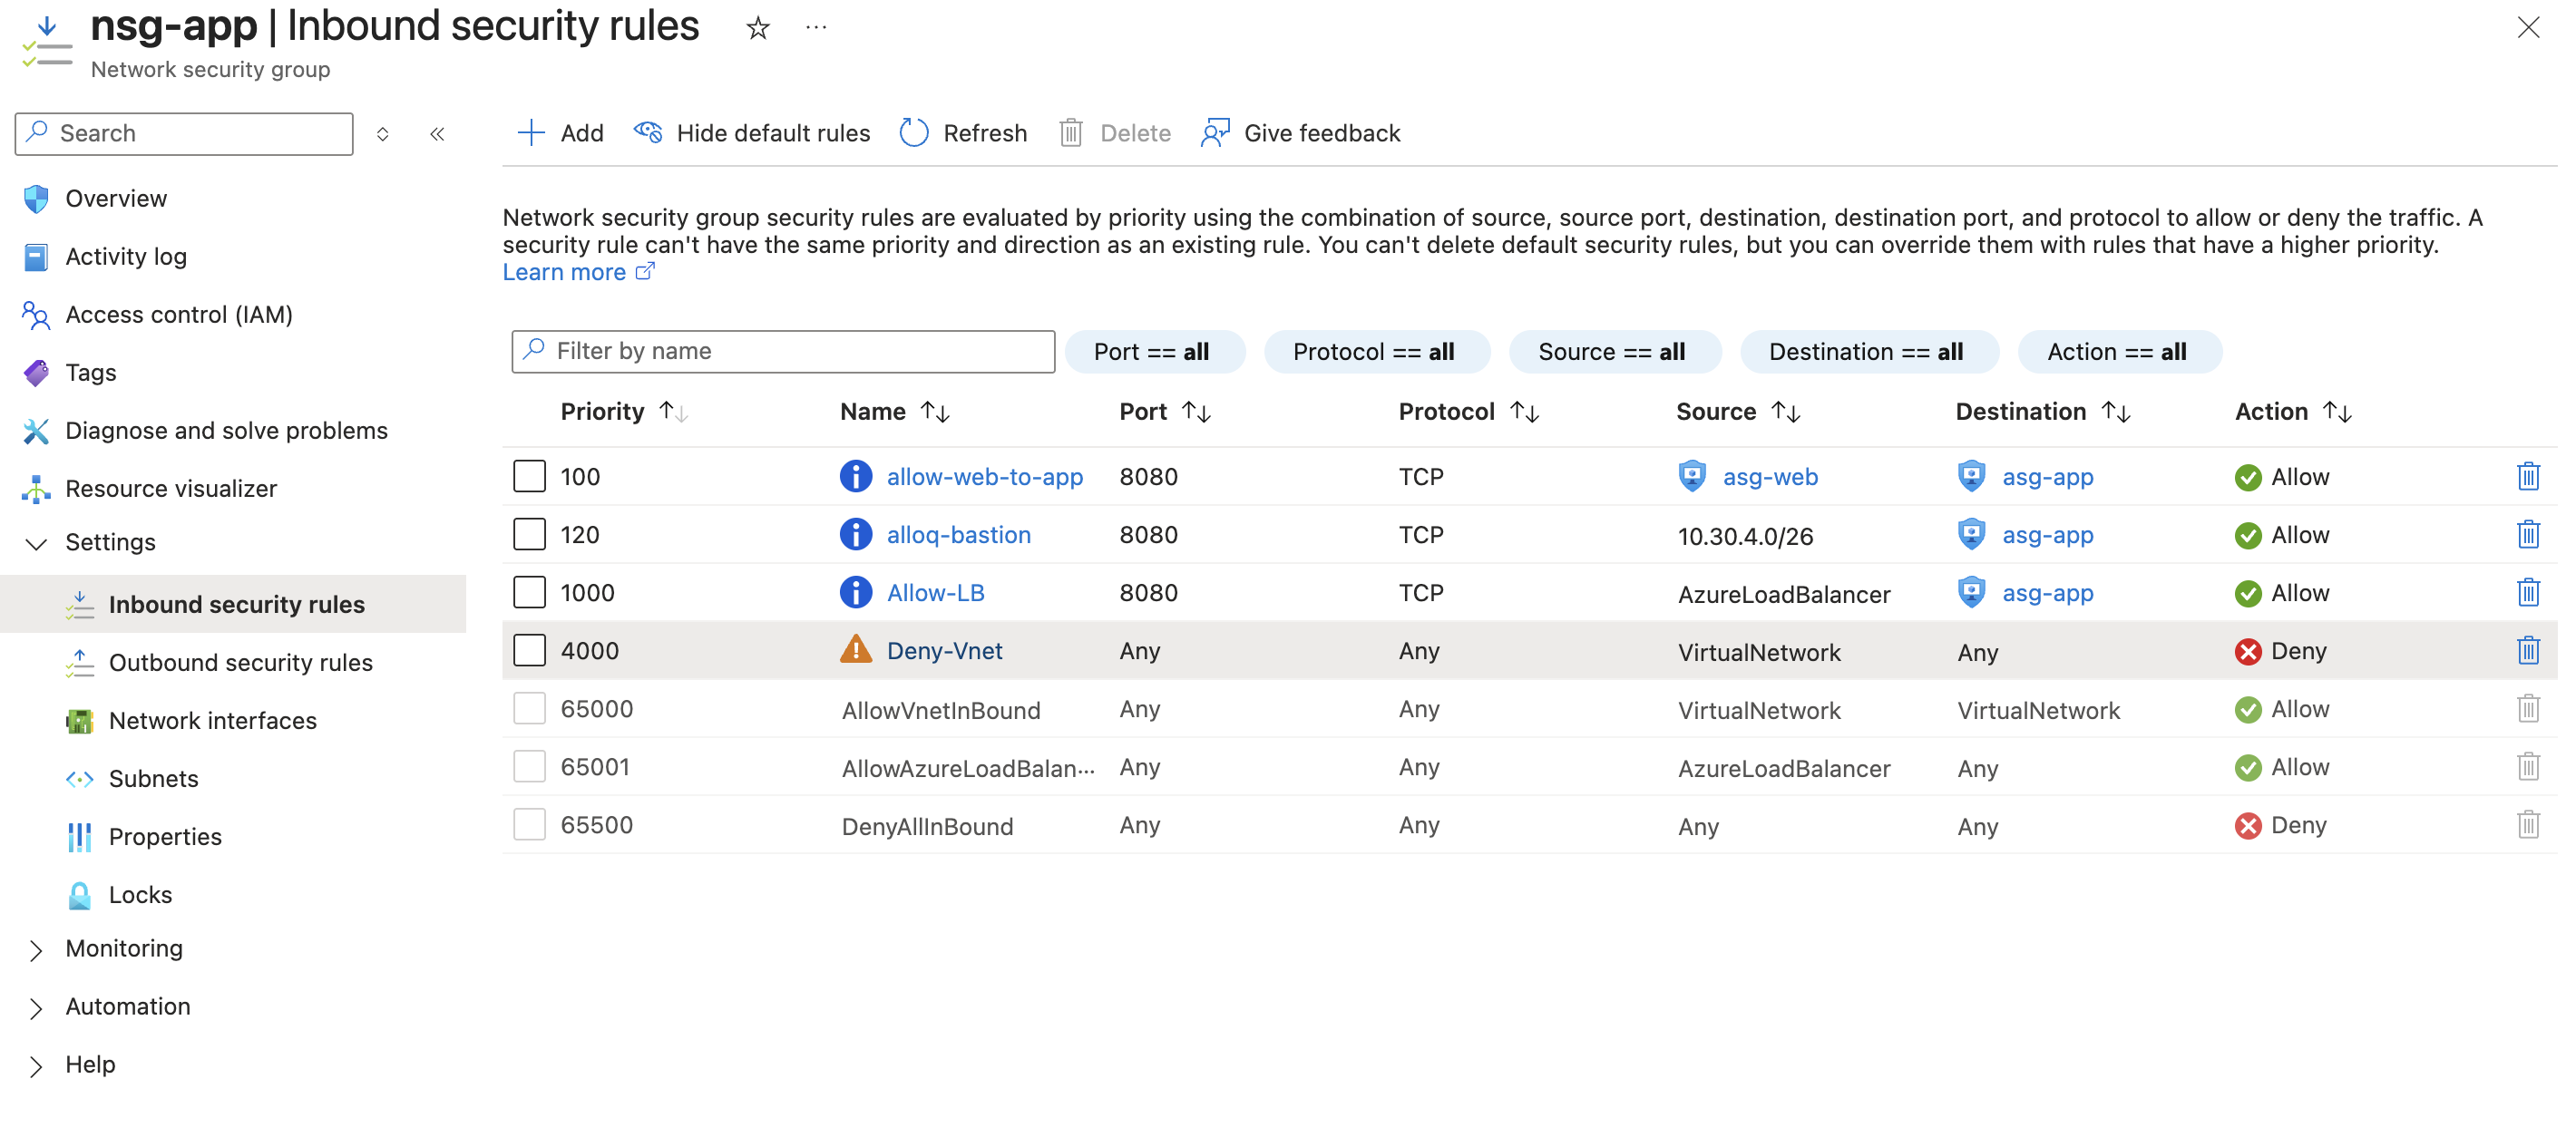 nsg-app | Inbound security rules
Network security group
Search
Add
Hide default rules
Refresh
Delete
Give feedback
Overview
Activity log
Access control (IAM)
Tags
Diagnose and solve problems
Resource visualizer
Settings
Inbound security rules
Outbound security rules
Network interfaces
Subnets
Properties
Locks
Monitoring
Automation
Help
Network security group security rules are evaluated by priority using the combination of source, source port, destination, destination port, and protocol to allow or deny the traffic. A
security rule can't have the same priority and direction as an existing rule. You can't delete default security rules, but you can override them with rules that have a higher priority.
Learn more
Filter by name
Port == all
Protocol == all
Source == all
Destination == all
Action == all
Priority ↑↓ Name ↑↓ Port ↑↓ Protocol ↑↓ Source ↑↓ Destination ↑↓ Action ↑↓
100 allow-web-to-app 8080 TCP asg-web asg-app Allow
120 alloq-bastion 8080 TCP 10.30.4.0/26 asg-app Allow
1000 Allow-LB 8080 TCP AzureLoadBalancer asg-app Allow
4000 Deny-Vnet Any Any VirtualNetwork Any Deny
65000 AllowVnetInBound Any Any VirtualNetwork VirtualNetwork Allow
65001 AllowAzureLoadBalan··· Any Any AzureLoadBalancer Any Allow
65500 DenyAllInBound Any Any Any Any Deny